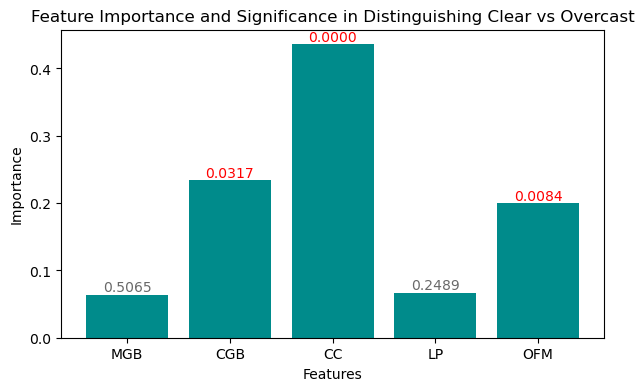 Feature Importance and Significance in Distinguishing Clear vs Overcast
0.0000
0.4
0.3
Importance
0.0317
0.2
0.0084
0.1
0.5065
0.2489
0.0
MGB CGB CC LP OFM
Features